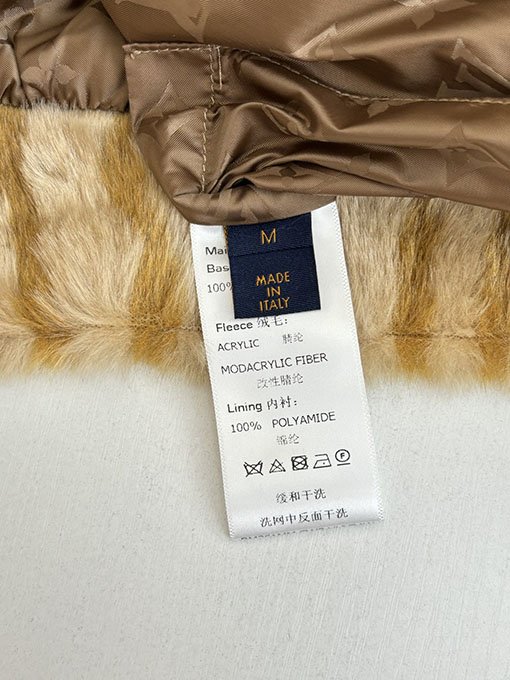 M
MADE
IN
ITALY
Mai
Bas
100%
Fleece 绒毛:
ACRYLIC 腈纶
MODACRYLIC FIBER
改性腈纶
Lining 内衬:
100% POLYAMIDE
锦纶
F
缓和干洗
洗网中反面干洗